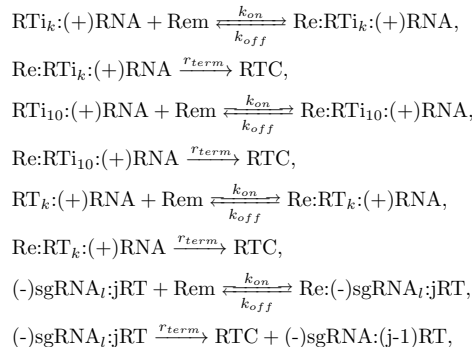 RTi_k:(+)RNA + Rem ⇌ k_on k_off Re:RTi_k:(+)RNA,
Re:RTi_k:(+)RNA —r_term→ RTC,
RTi_10:(+)RNA + Rem ⇌ k_on k_off Re:RTi_10:(+)RNA,
Re:RTi_10:(+)RNA —r_term→ RTC,
RT_k:(+)RNA + Rem ⇌ k_on k_off Re:RT_k:(+)RNA,
Re:RT_k:(+)RNA —r_term→ RTC,
(-)sgRNA_l:jRT + Rem ⇌ k_on k_off Re:(-)sgRNA_l:jRT,
(-)sgRNA_l:jRT —r_term→ RTC + (-)sgRNA:(j-1)RT,